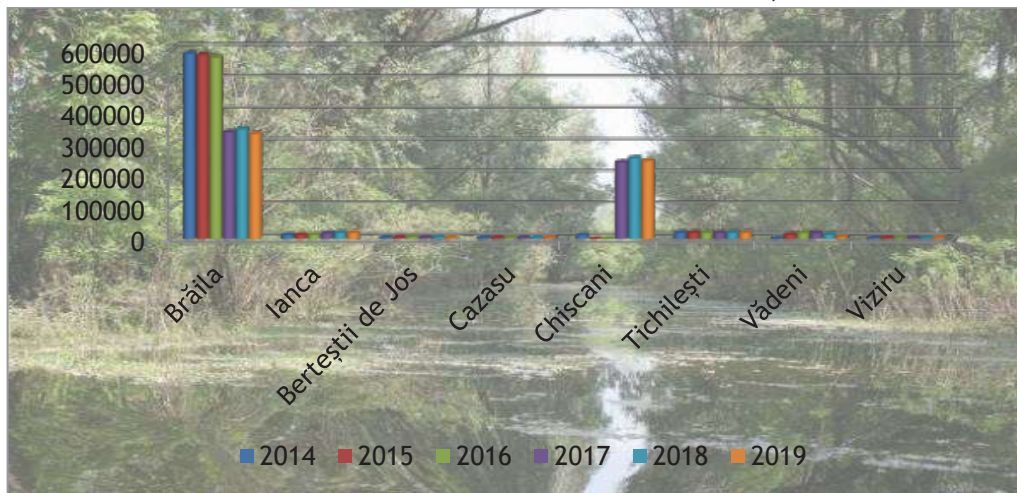 600000
500000
400000
300000
200000
100000
0
Brăila
Ianca
Berteștii de Jos
Cazasu
Chiscani
Tichilești
Vădeni
Viziru
2014 2015 2016 2017 2018 2019